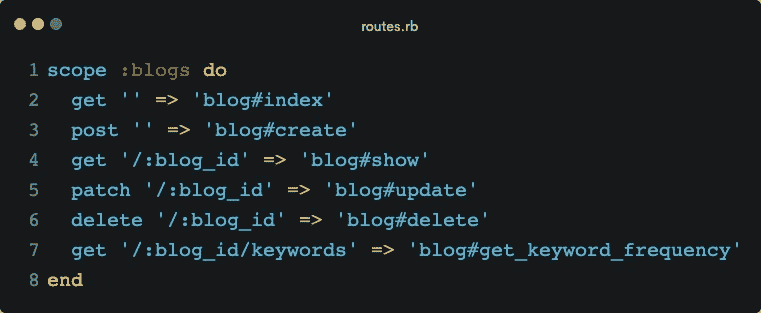 routes.rb
1 scope :blogs do
2   get '' => 'blog#index'
3   post '' => 'blog#create'
4   get '/:blog_id' => 'blog#show'
5   patch '/:blog_id' => 'blog#update'
6   delete '/:blog_id' => 'blog#delete'
7   get '/:blog_id/keywords' => 'blog#get_keyword_frequency'
8 end